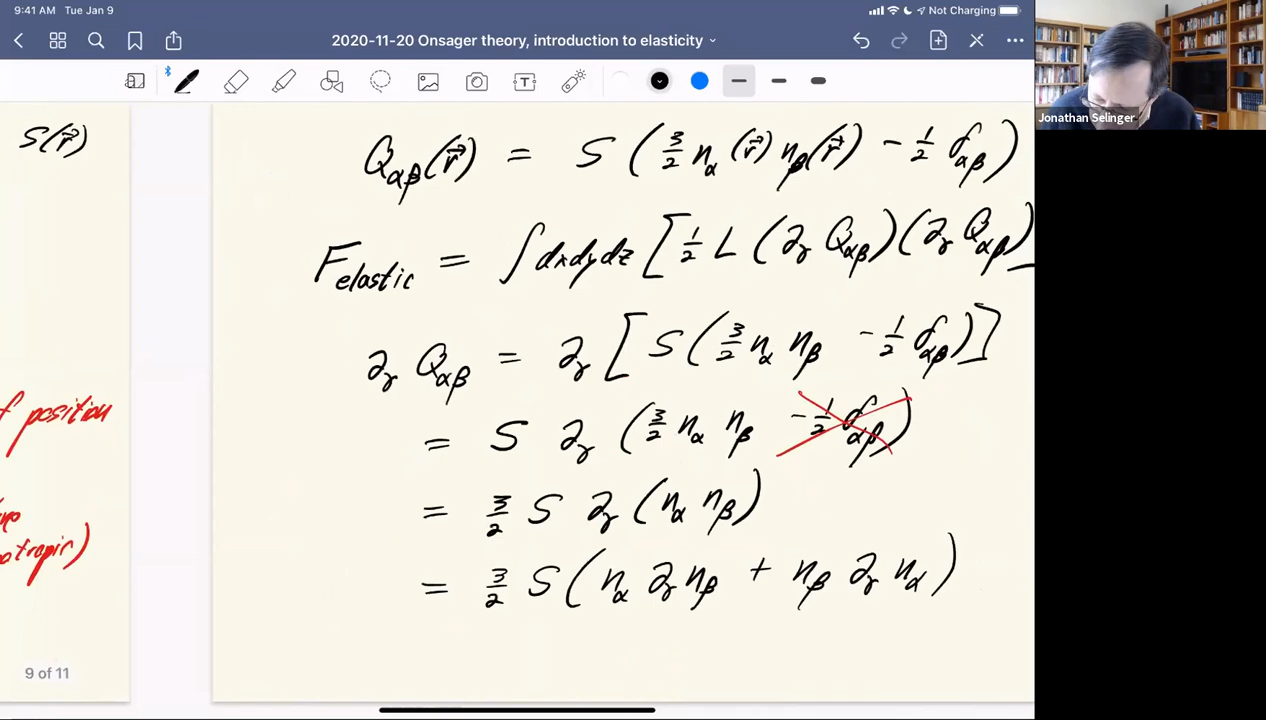 9:41 AM Tue Jan 9
Not Charging
2020-11-20 Onsager theory, introduction to elasticity
Jonathan Selinger
S(r⃗)
Q_αβ(r⃗) = S (3/2 n_α(r⃗) n_β(r⃗) - 1/2 δ_αβ)
F_elastic = ∫dxdydz [1/2 L (∂_γ Q_αβ)(∂_γ Q_αβ)
∂_γ Q_αβ = ∂_γ [S(3/2 n_α n_β - 1/2 δ_αβ)]
= S ∂_γ (3/2 n_α n_β - 1/2 δ_αβ)
= 3/2 S ∂_γ (n_α n_β)
= 3/2 S(n_α ∂_γ n_β + n_β ∂_γ n_α)
f position
otropin)
9 of 11